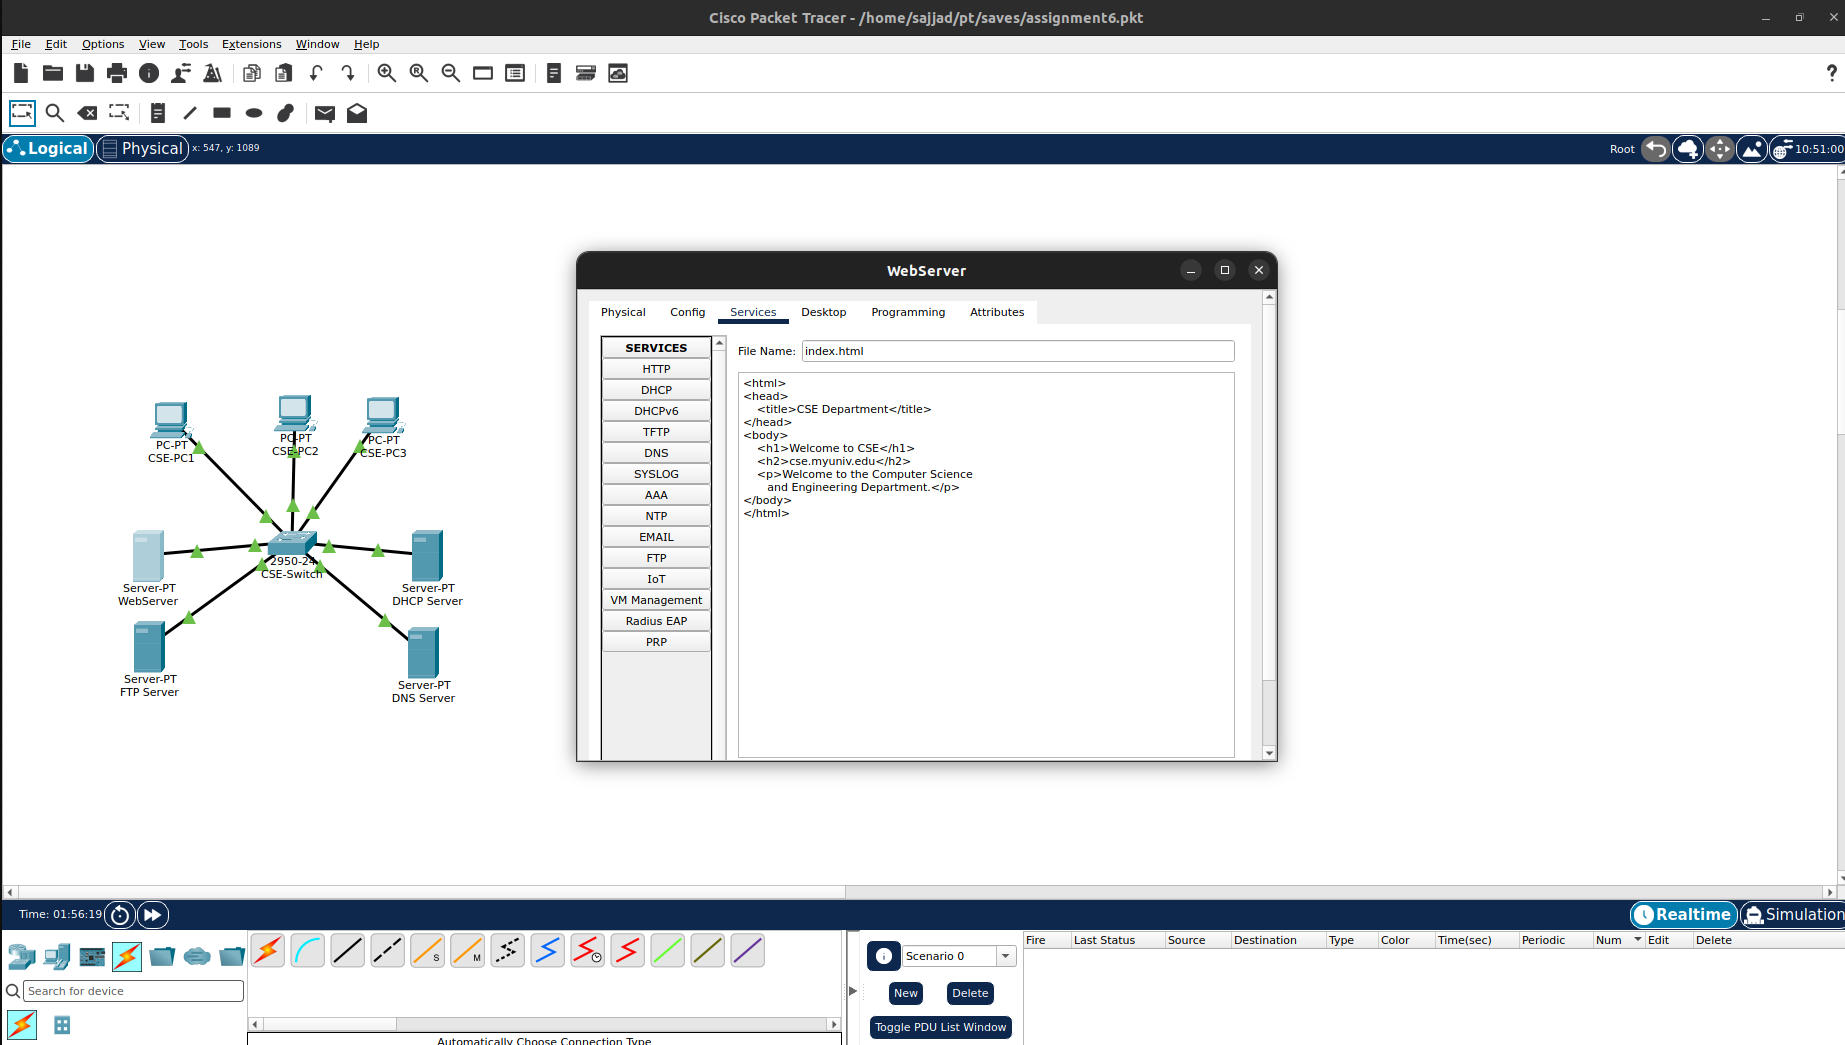 Cisco Packet Tracer - /home/sajjad/pt/saves/assignment6.pkt
File Edit Options View Tools Extensions Window Help
?
Logical Physical x: 547, y: 1089 Root 10:51:00
WebServer
Physical Config Services Desktop Programming Attributes
SERVICES
HTTP
DHCP
DHCPv6
TFTP
DNS
SYSLOG
AAA
NTP
EMAIL
FTP
IoT
VM Management
Radius EAP
PRP
File Name: index.html
<html>
<head>
<title>CSE Department</title>
</head>
<body>
<h1>Welcome to CSE</h1>
<h2>cse.myuniv.edu</h2>
<p>Welcome to the Computer Science
and Engineering Department.</p>
</body>
</html>
PC-PT
CSE-PC1
PC-PT
CSE-PC2
PC-PT
CSE-PC3
2950-24
CSE-Switch
Server-PT
WebServer
Server-PT
DHCP Server
Server-PT
FTP Server
Server-PT
DNS Server
Time: 01:56:19 Realtime Simulation
S M
Search for device
Automatically Choose Connection Type
Scenario 0
New Delete
Toggle PDU List Window
Fire Last Status Source Destination Type Color Time(sec) Periodic Num Edit Delete